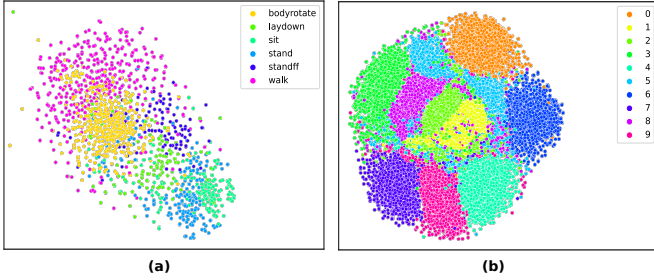 bodyrotate
laydown
sit
stand
standff
walk
0
1
2
3
4
5
6
7
8
9
(a)
(b)